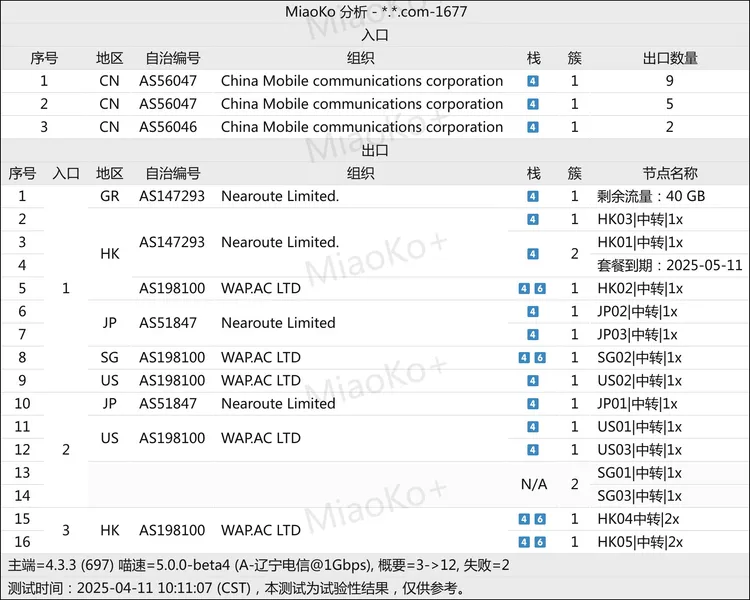 MiaoKo 分析 - *.*.com-1677
入口
序号 地区 自治编号 组织 栈 簇 出口数量
1 CN AS56047 China Mobile communications corporation 4 1 9
2 CN AS56047 China Mobile communications corporation 4 1 5
3 CN AS56046 China Mobile communications corporation 4 1 2
出口
序号 入口 地区 自治编号 组织 栈 簇 节点名称
1 GR AS147293 Nearoute Limited. 4 1 剩余流量：40 GB
2 4 1 HK03|中转|1x
3 HK AS147293 Nearoute Limited. 4 2 HK01|中转|1x
4 套餐到期：2025-05-11
5 1 AS198100 WAP.AC LTD 4 6 1 HK02|中转|1x
6 JP AS51847 Nearoute Limited 4 1 JP02|中转|1x
7 4 1 JP03|中转|1x
8 SG AS198100 WAP.AC LTD 4 6 1 SG02|中转|1x
9 US AS198100 WAP.AC LTD 4 1 US02|中转|1x
10 JP AS51847 Nearoute Limited 4 1 JP01|中转|1x
11 US AS198100 WAP.AC LTD 4 1 US01|中转|1x
12 2 4 1 US03|中转|1x
13 N/A 2 SG01|中转|1x
14 SG03|中转|1x
15 3 HK AS198100 WAP.AC LTD 4 6 1 HK04中转|2x
16 4 6 1 HK05|中转|2x
主端=4.3.3 (697) 喵速=5.0.0-beta4 (A-辽宁电信@1Gbps), 概要=3->12, 失败=2
测试时间：2025-04-11 10:11:07 (CST)，本测试为试验性结果，仅供参考。
MiaoKo+
MiaoKo+
MiaoKo+
MiaoKo+
MiaoKo+